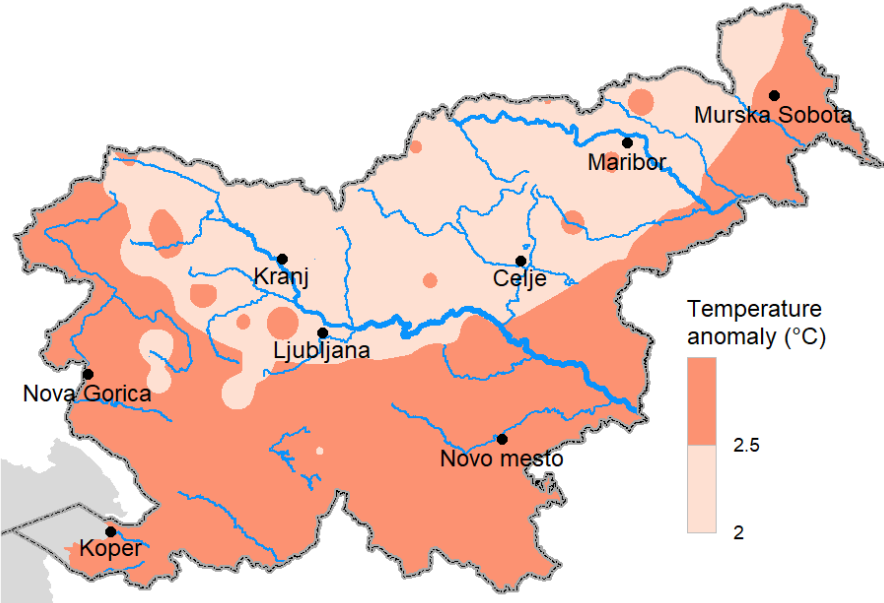 Murska Sobota
Maribor
Kranj
Celje
Temperature
anomaly (°C)
Ljubljana
Nova Gorica
2.5
Novo mesto
2
Koper